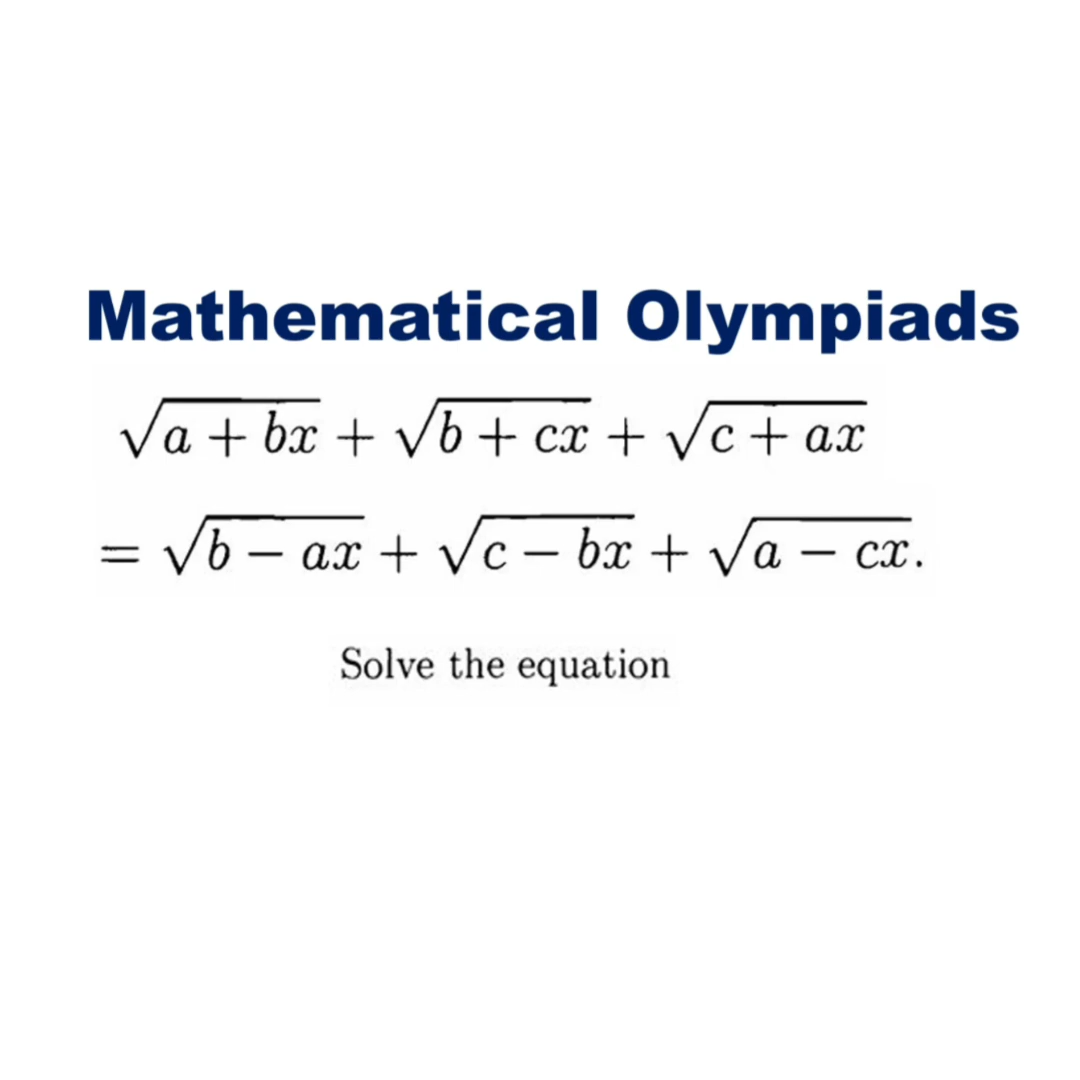 Mathematical Olympiads
√(a + bx) + √(b + cx) + √(c + ax)
= √(b − ax) + √(c − bx) + √(a − cx).
Solve the equation